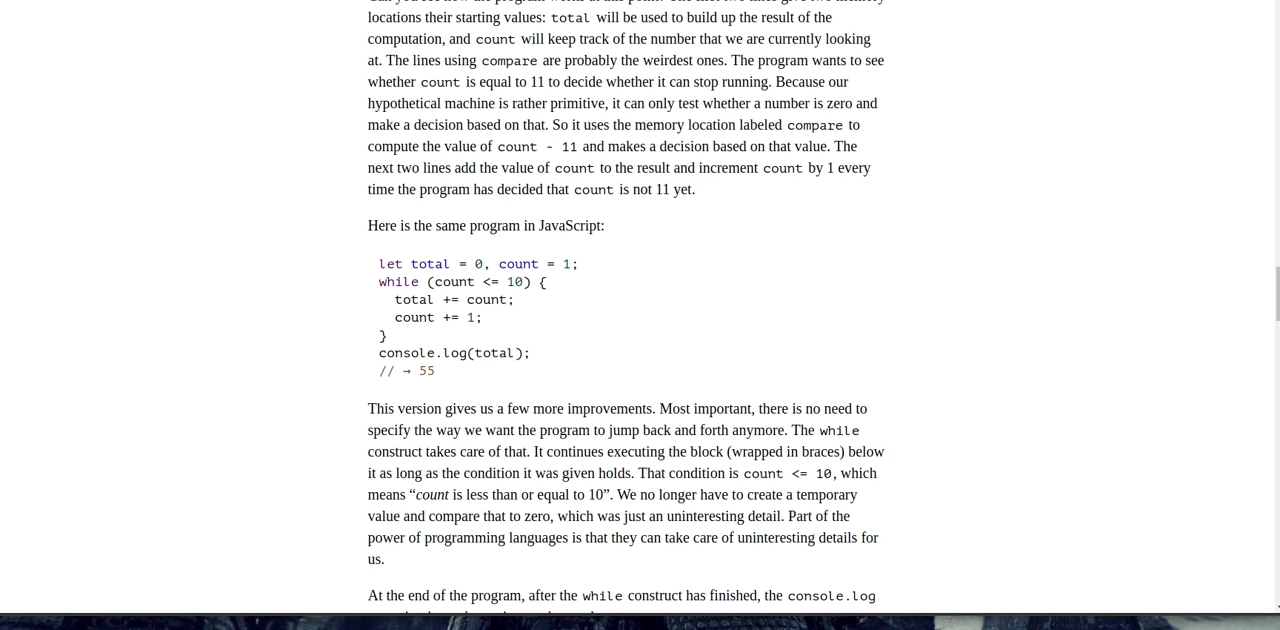 locations their starting values: total will be used to build up the result of the
computation, and count will keep track of the number that we are currently looking
at. The lines using compare are probably the weirdest ones. The program wants to see
whether count is equal to 11 to decide whether it can stop running. Because our
hypothetical machine is rather primitive, it can only test whether a number is zero and
make a decision based on that. So it uses the memory location labeled compare to
compute the value of count - 11 and makes a decision based on that value. The
next two lines add the value of count to the result and increment count by 1 every
time the program has decided that count is not 11 yet.
Here is the same program in JavaScript:
let total = 0, count = 1;
while (count <= 10) {
  total += count;
  count += 1;
}
console.log(total);
// → 55
This version gives us a few more improvements. Most important, there is no need to
specify the way we want the program to jump back and forth anymore. The while
construct takes care of that. It continues executing the block (wrapped in braces) below
it as long as the condition it was given holds. That condition is count <= 10, which
means “count is less than or equal to 10”. We no longer have to create a temporary
value and compare that to zero, which was just an uninteresting detail. Part of the
power of programming languages is that they can take care of uninteresting details for
us.
At the end of the program, after the while construct has finished, the console.log